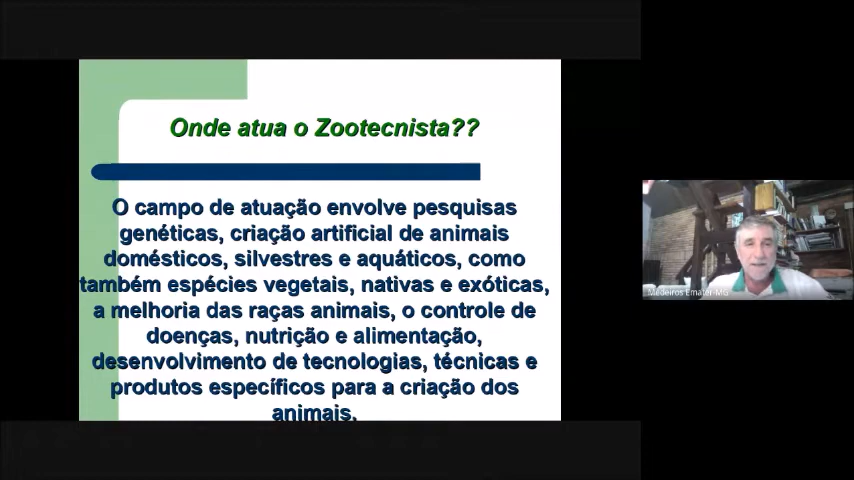 Onde atua o Zootecnista??
O campo de atuação envolve pesquisas
genéticas, criação artificial de animais
domésticos, silvestres e aquáticos, como
também espécies vegetais, nativas e exóticas,
a melhoria das raças animais, o controle de
doenças, nutrição e alimentação,
desenvolvimento de tecnologias, técnicas e
produtos específicos para a criação dos
animais.
Medeiros Emater-MG